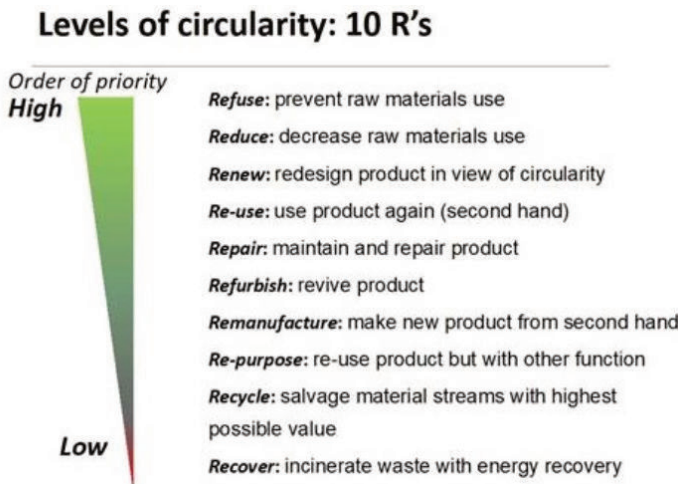 Levels of circularity: 10 R's
Order of priority
High
Refuse: prevent raw materials use
Reduce: decrease raw materials use
Renew: redesign product in view of circularity
Re-use: use product again (second hand)
Repair: maintain and repair product
Refurbish: revive product
Remanufacture: make new product from second hand
Re-purpose: re-use product but with other function
Recycle: salvage material streams with highest
possible value
Low
Recover: incinerate waste with energy recovery